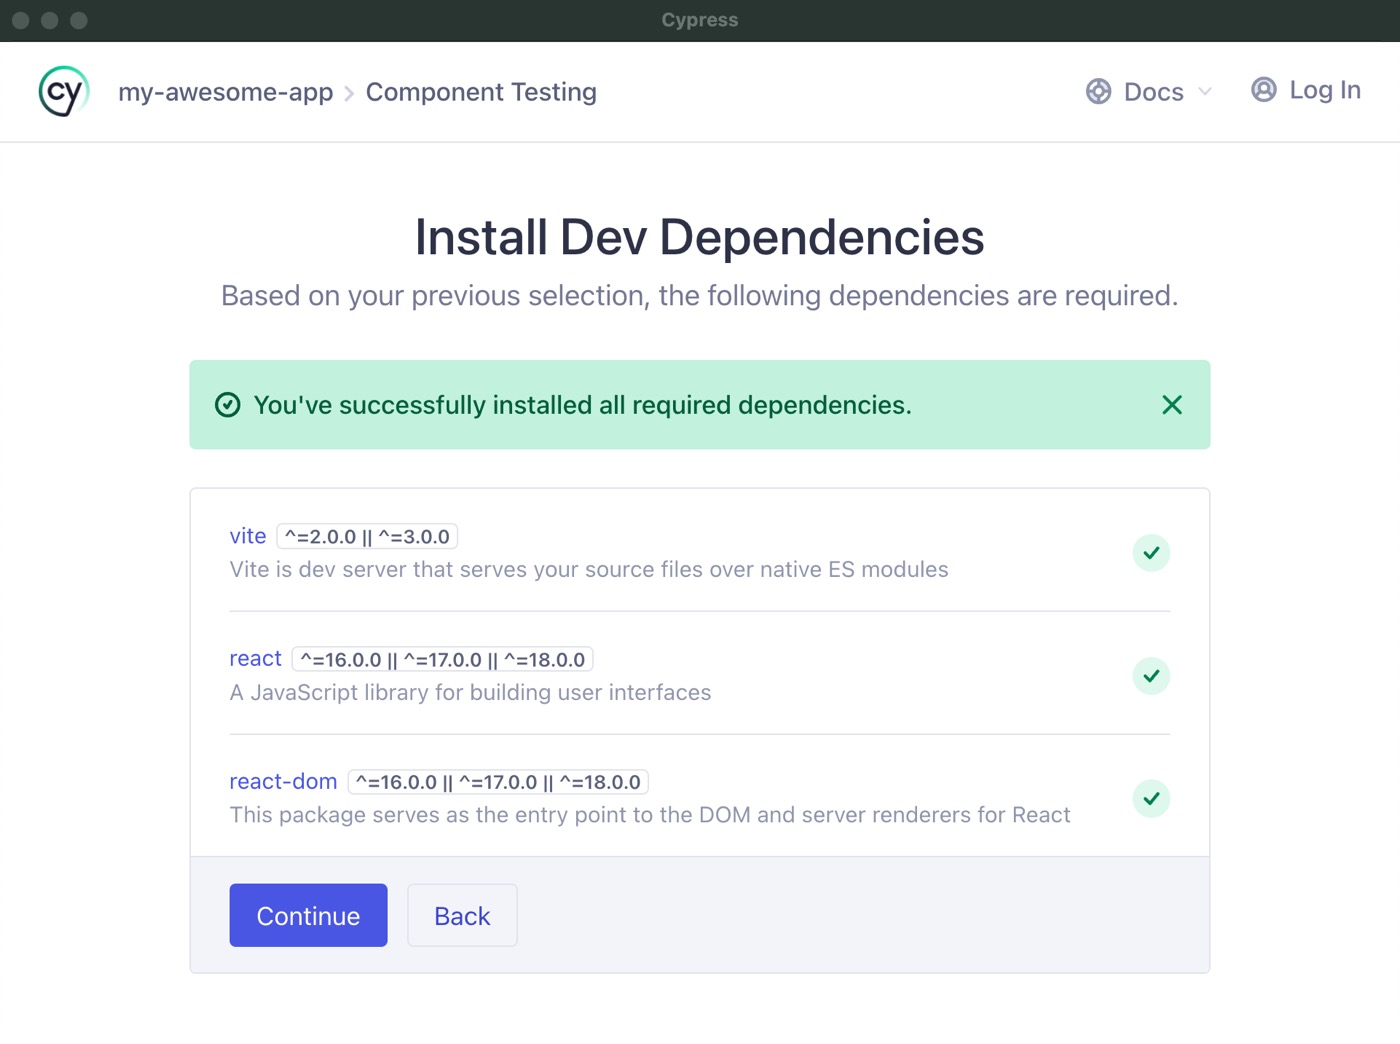 Cypress
cy my-awesome-app Component Testing Docs Log In
Install Dev Dependencies
Based on your previous selection, the following dependencies are required.
You've successfully installed all required dependencies.
vite ^=2.0.0 || ^=3.0.0
Vite is dev server that serves your source files over native ES modules
react ^=16.0.0 || ^=17.0.0 || ^=18.0.0
A JavaScript library for building user interfaces
react-dom ^=16.0.0 || ^=17.0.0 || ^=18.0.0
This package serves as the entry point to the DOM and server renderers for React
Continue Back